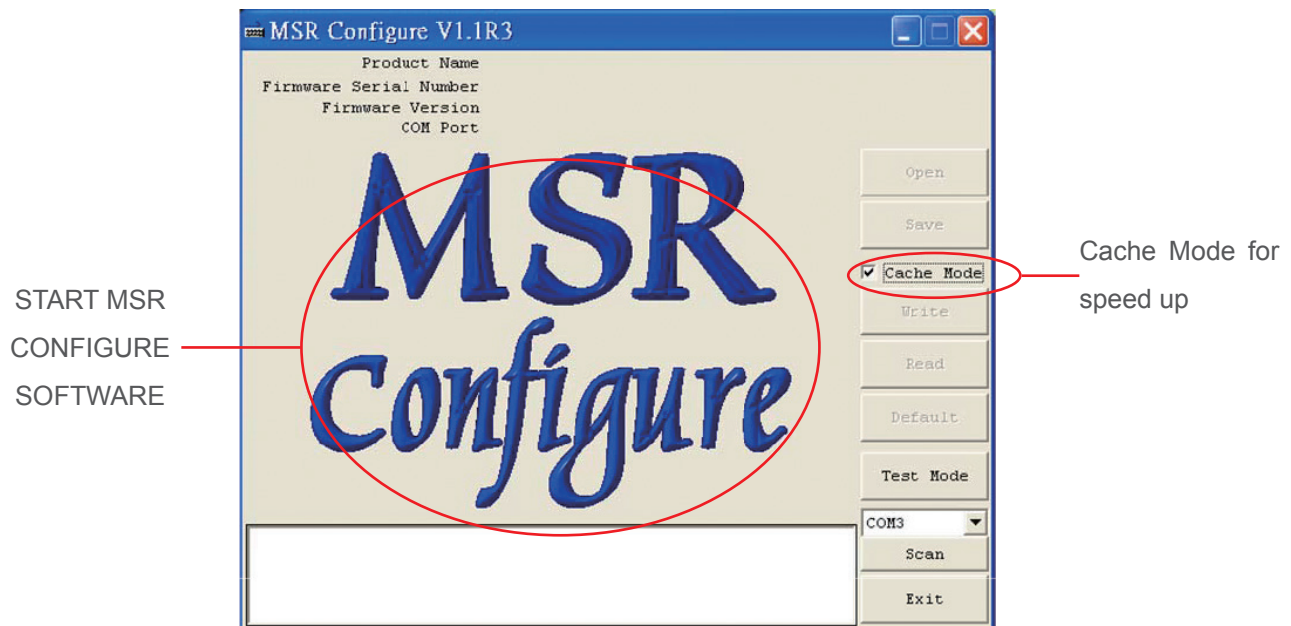 MSR Configure V1.1R3
Product Name
Firmware Serial Number
Firmware Version
COM Port
MSR
Configure
START MSR
CONFIGURE
SOFTWARE
Open
Save
Cache Mode
Write
Read
Default
Test Mode
COM3
Scan
Exit
Cache Mode for
speed up